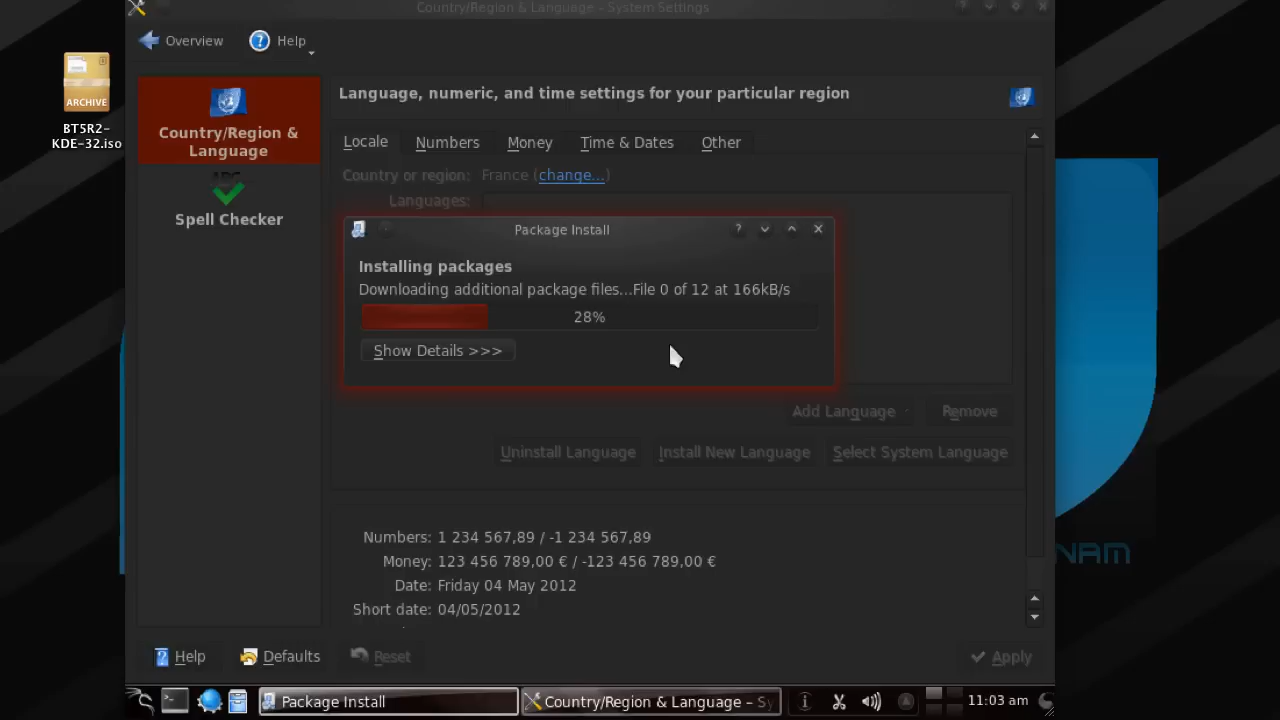 Country/Region & Language – System Settings
Overview
Help
ARCHIVE
BT5R2-
KDE-32.iso
Country/Region &
Language
Spell Checker
Language, numeric, and time settings for your particular region
Locale
Numbers
Money
Time & Dates
Other
Country or region: France (change...)
Languages:
Package Install
Installing packages
Downloading additional package files...File 0 of 12 at 166kB/s
28%
Show Details >>>
Add Language
Remove
Uninstall Language
Install New Language
Select System Language
Numbers: 1 234 567,89 / -1 234 567,89
Money: 123 456 789,00 € / -123 456 789,00 €
Date: Friday 04 May 2012
Short date: 04/05/2012
Help
Defaults
Reset
Apply
NAM
Package Install
Country/Region & Language – Sy
11:03 am